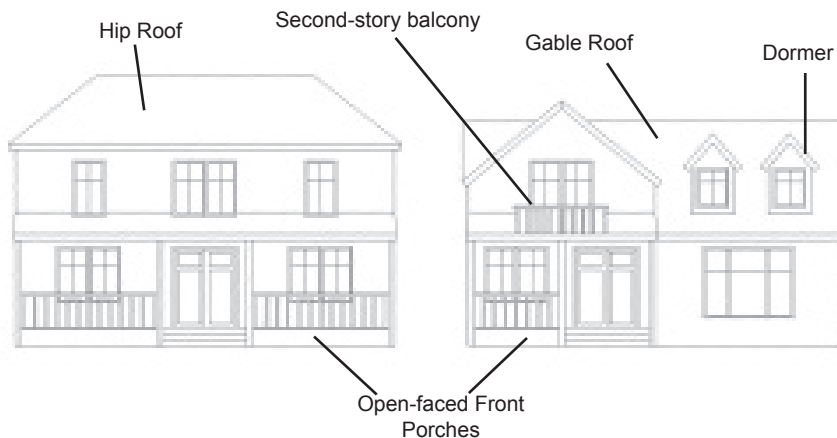 Second-story balcony
Hip Roof
Gable Roof
Dormer
Open-faced Front
Porches